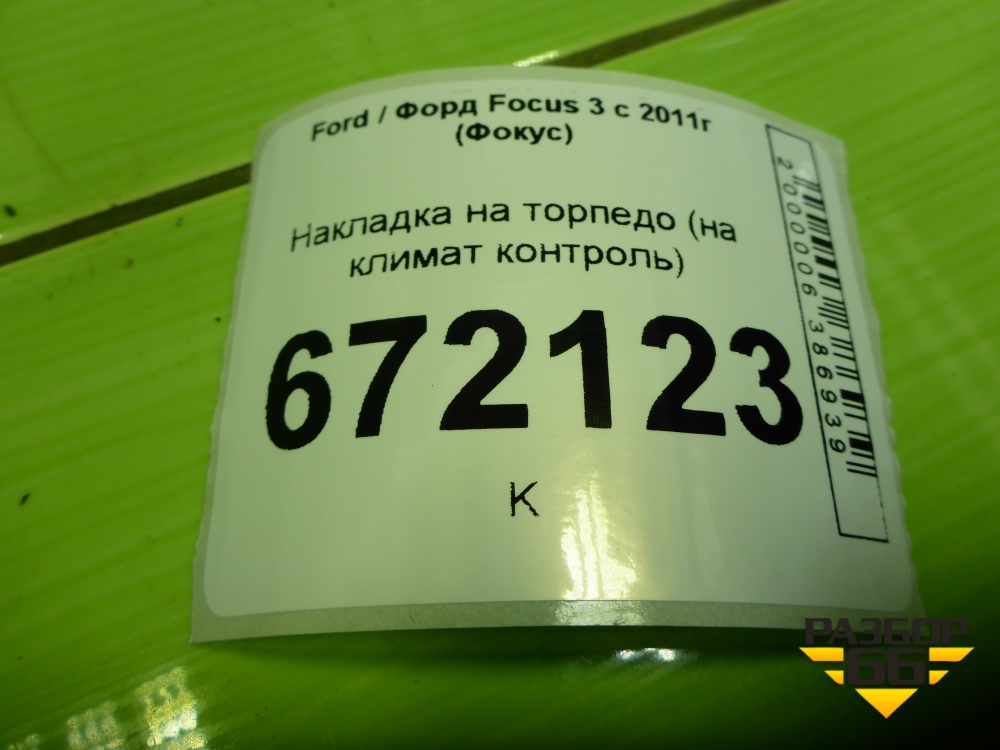 Ford / Форд Focus 3 с 2011г
(Фокус)
Накладка на торпедо (на
климат контроль)
672123
К
2000006386939
РАЗБОР
66